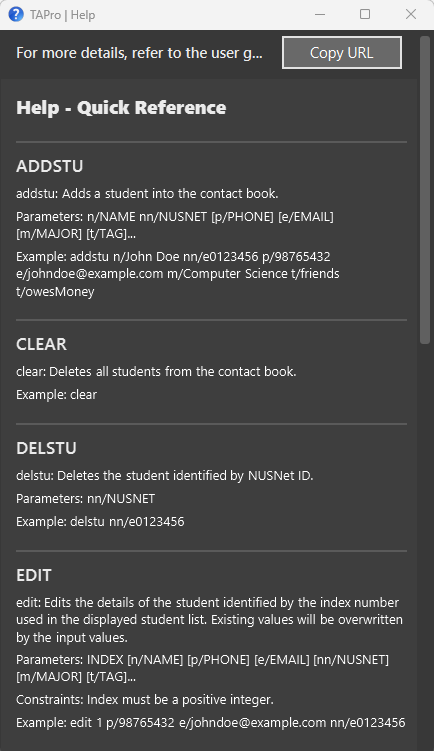 TAPro | Help
For more details, refer to the user g...
Copy URL
Help - Quick Reference
ADDSTU
addstu: Adds a student into the contact book.
Parameters: n/NAME nn/NUSNET [p/PHONE] [e/EMAIL]
[m/MAJOR] [t/TAG]...
Example: addstu n/John Doe nn/e0123456 p/98765432
e/johndoe@example.com m/Computer Science t/friends
t/owesMoney
CLEAR
clear: Deletes all students from the contact book.
Example: clear
DELSTU
delstu: Deletes the student identified by NUSNet ID.
Parameters: nn/NUSNET
Example: delstu nn/e0123456
EDIT
edit: Edits the details of the student identified by the index number
used in the displayed student list. Existing values will be overwritten
by the input values.
Parameters: INDEX [n/NAME] [p/PHONE] [e/EMAIL] [nn/NUSNET]
[m/MAJOR] [t/TAG]...
Constraints: Index must be a positive integer.
Example: edit 1 p/98765432 e/johndoe@example.com nn/e0123456